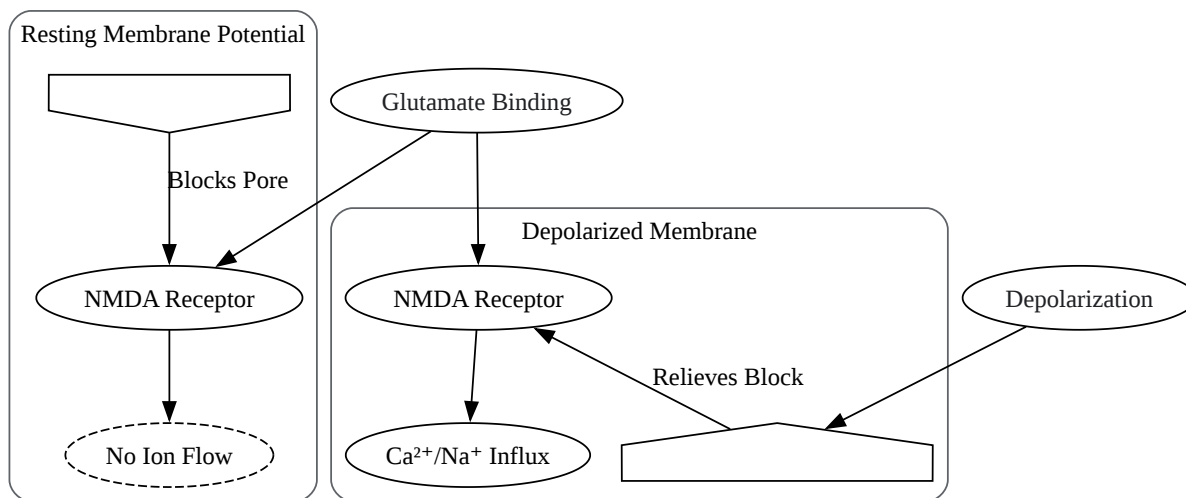 Resting Membrane Potential
Glutamate Binding
Blocks Pore
Depolarized Membrane
NMDA Receptor
NMDA Receptor
Depolarization
Relieves Block
No Ion Flow
Ca²⁺/Na⁺ Influx